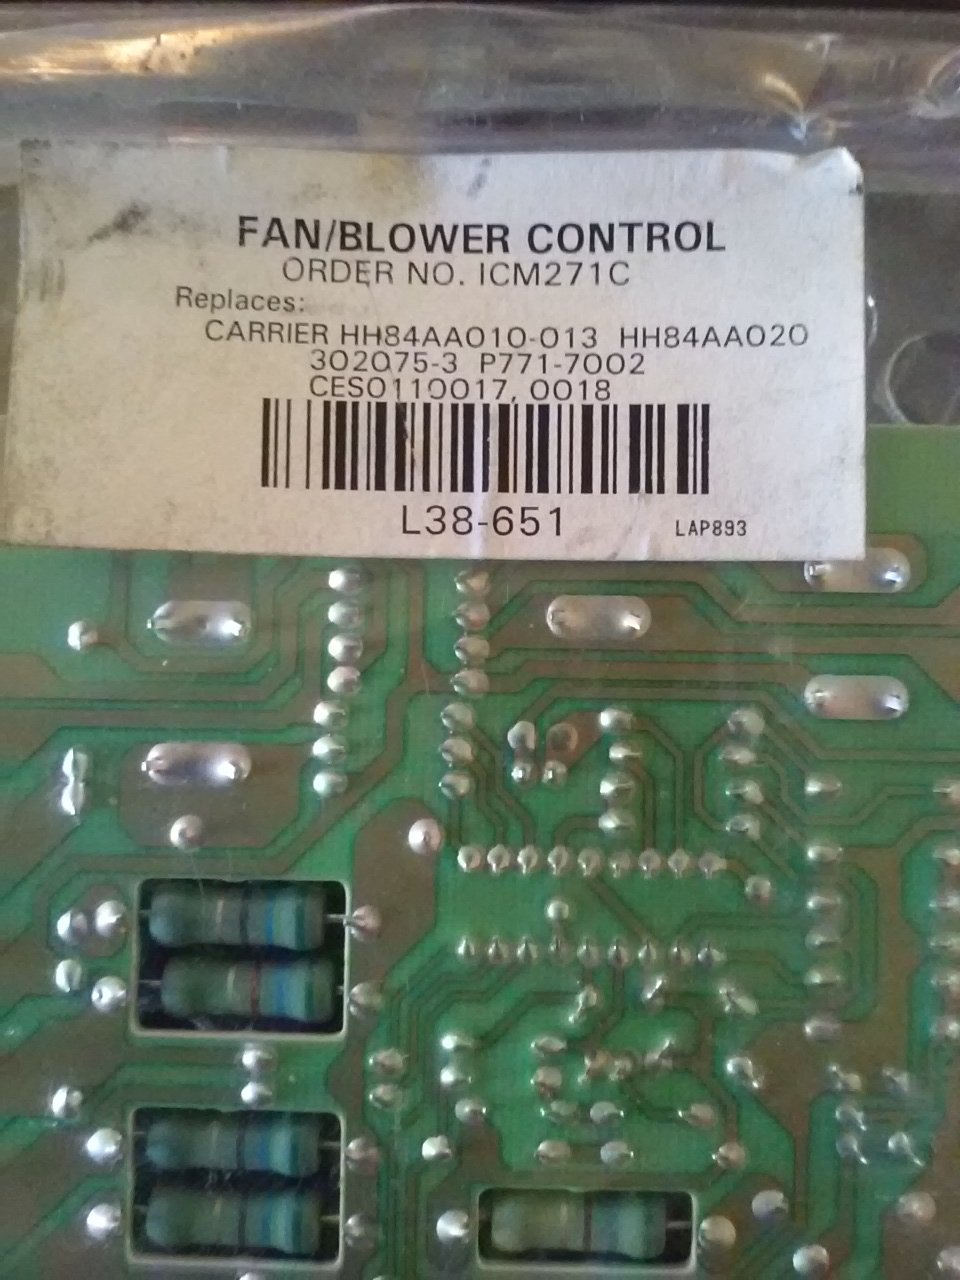 FAN/BLOWER CONTROL
ORDER NO. ICM271C
Replaces:
CARRIER HH84AA010-013 HH84AA020
302075-3 P771-7002
CESO110017, 0018
L38-651
LAP893